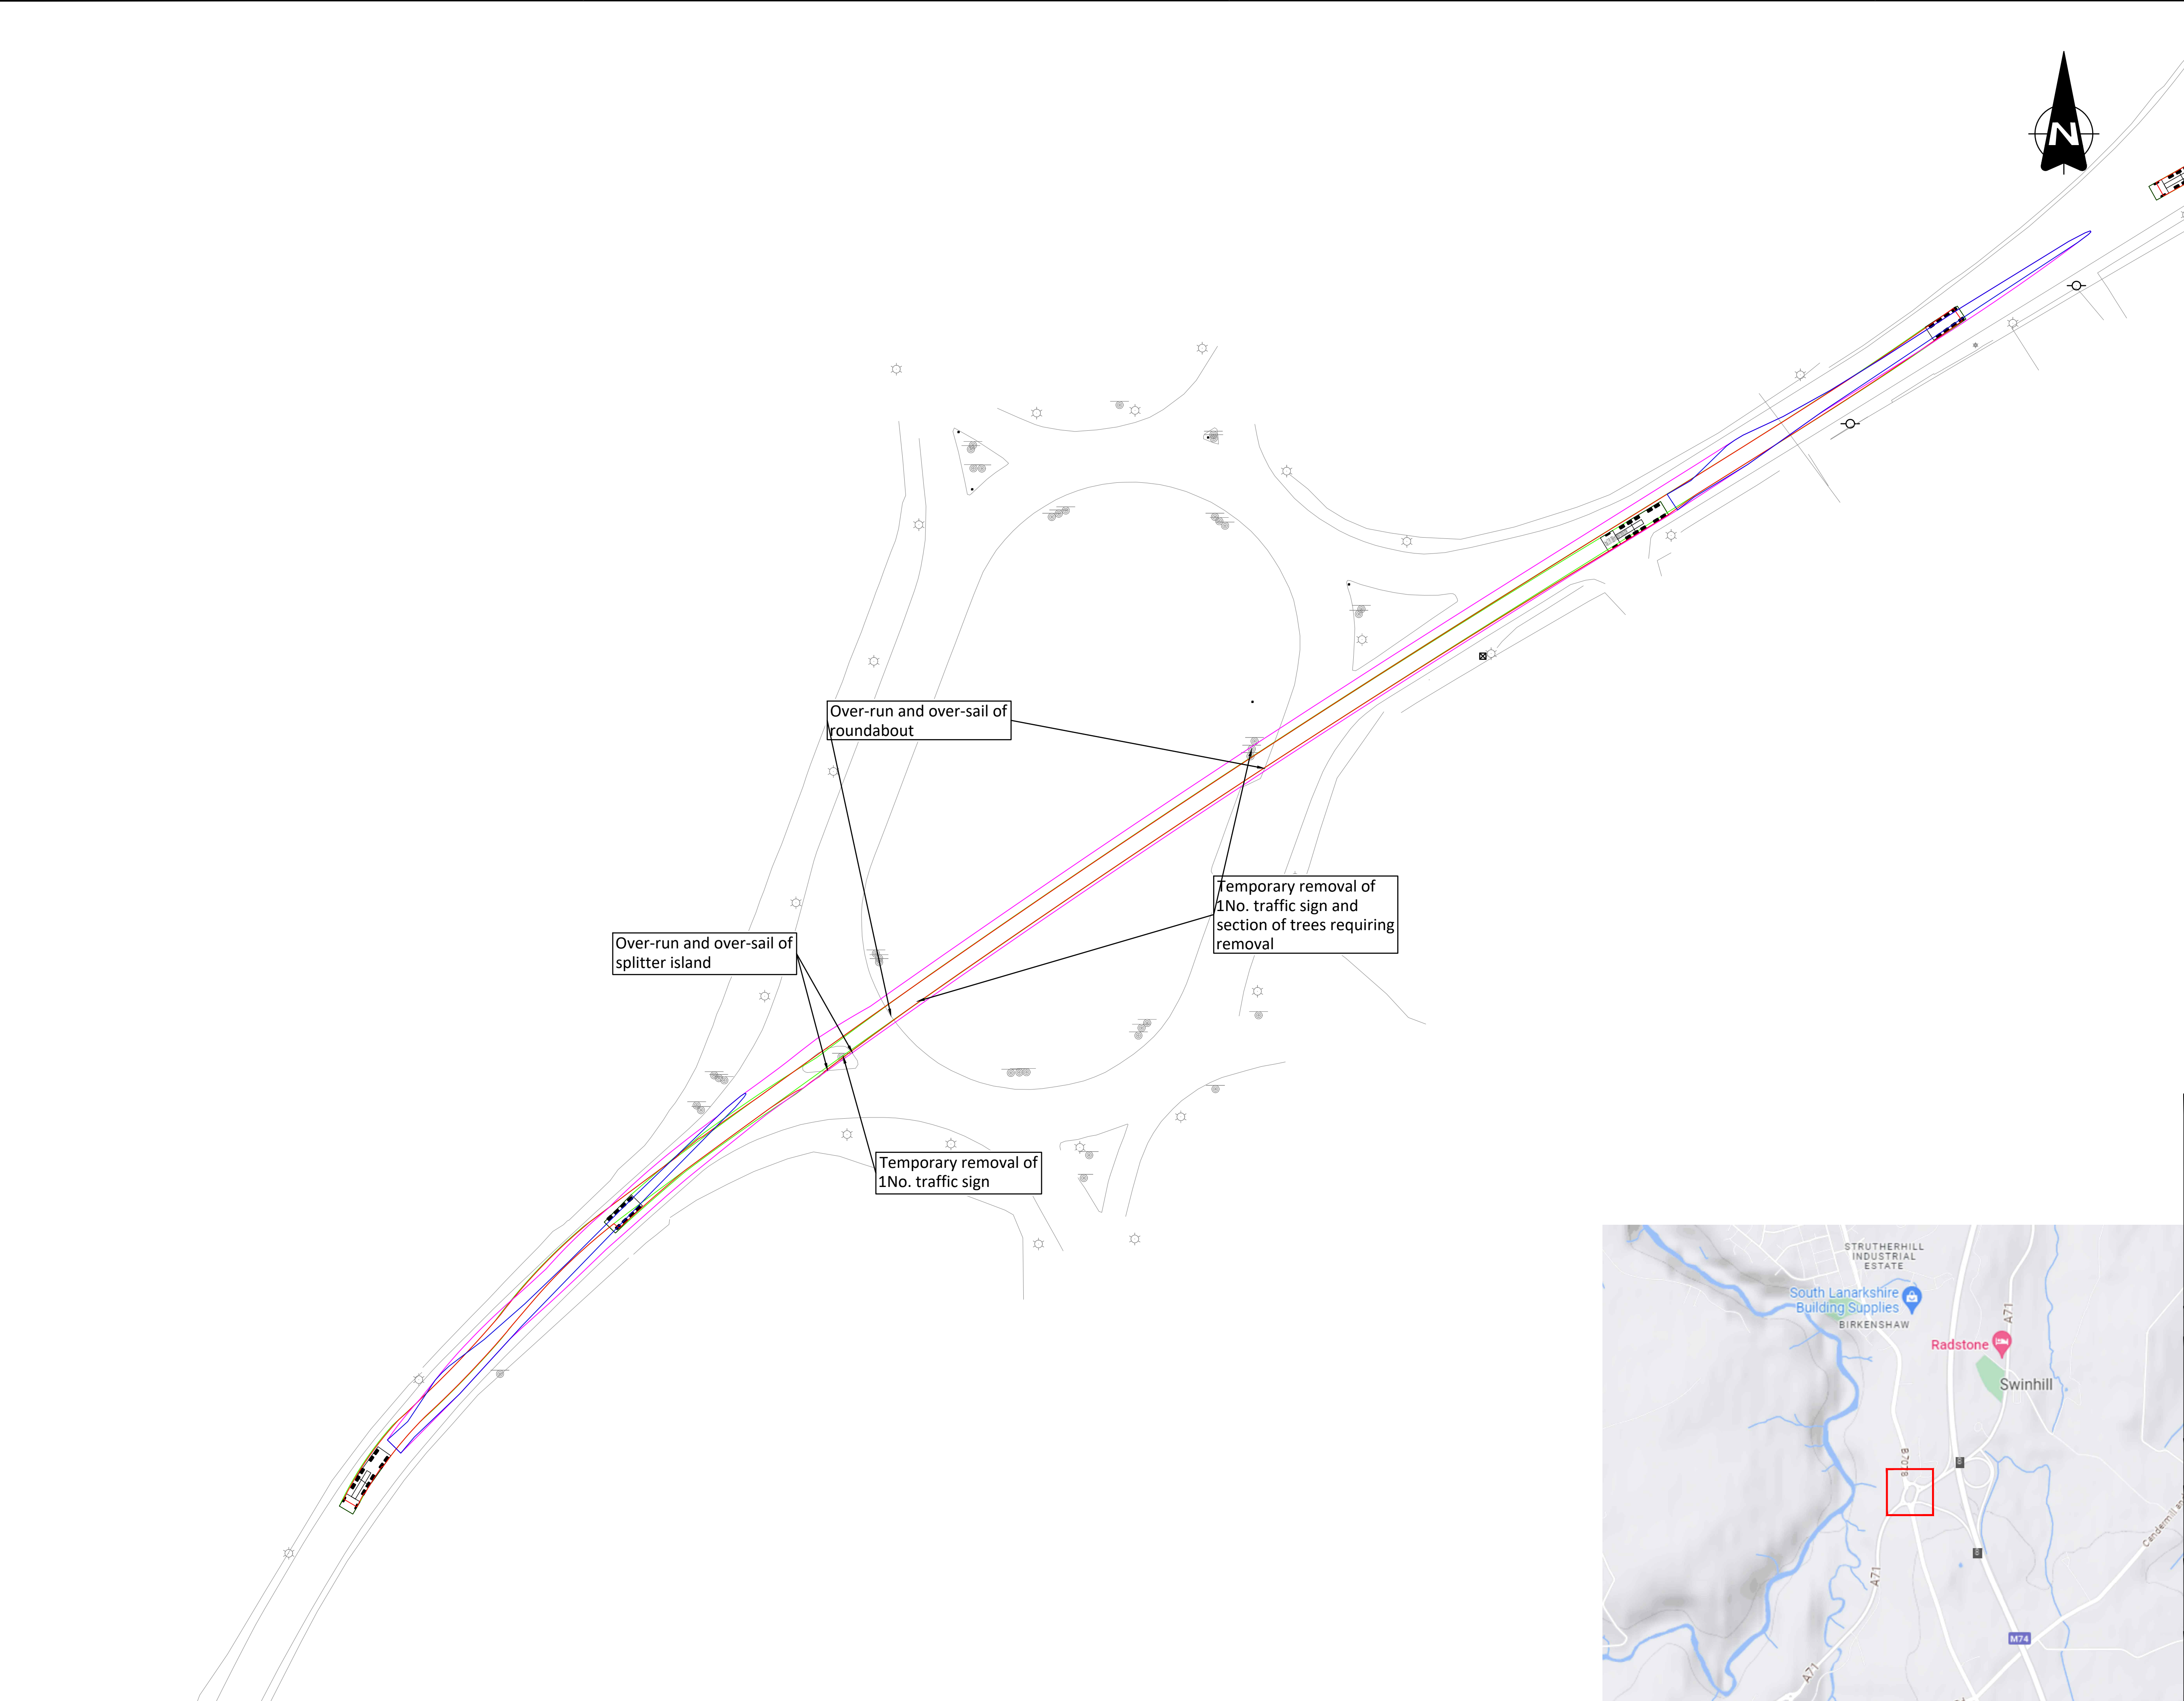 N
Over-run and over-sail of
roundabout
Temporary removal of
1No. traffic sign and
section of trees requiring
removal
Over-run and over-sail of
splitter island
Temporary removal of
1No. traffic sign
STRUTHERHILL
INDUSTRIAL
ESTATE
South Lanarkshire
Building Supplies
BIRKENSHAW
A71
Radstone
Swinhill
B7078
8
8
A71
M74
A71